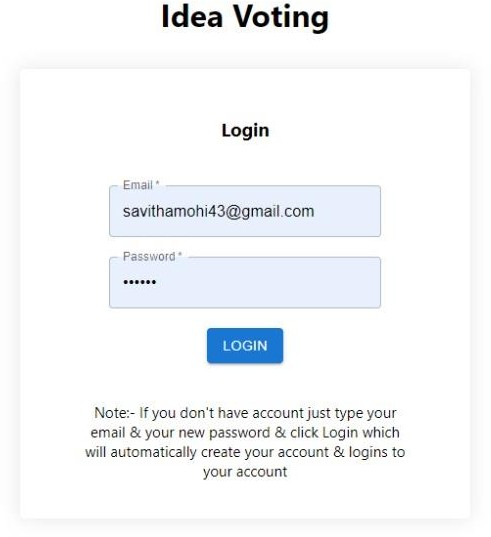 Idea Voting
Login
Email *
savithamohi43@gmail.com
Password *
••••••
LOGIN
Note:- If you don't have account just type your
email & your new password & click Login which
will automatically create your account & logins to
your account